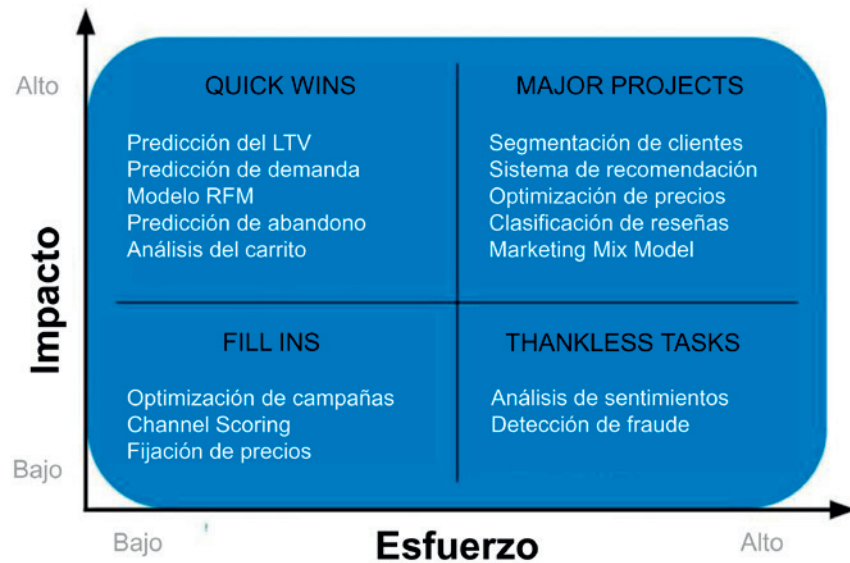 Impacto
Alto
Bajo
QUICK WINS
Predicción del LTV
Predicción de demanda
Modelo RFM
Predicción de abandono
Análisis del carrito
MAJOR PROJECTS
Segmentación de clientes
Sistema de recomendación
Optimización de precios
Clasificación de reseñas
Marketing Mix Model
FILL INS
Optimización de campañas
Channel Scoring
Fijación de precios
THANKLESS TASKS
Análisis de sentimientos
Detección de fraude
Bajo
Esfuerzo
Alto